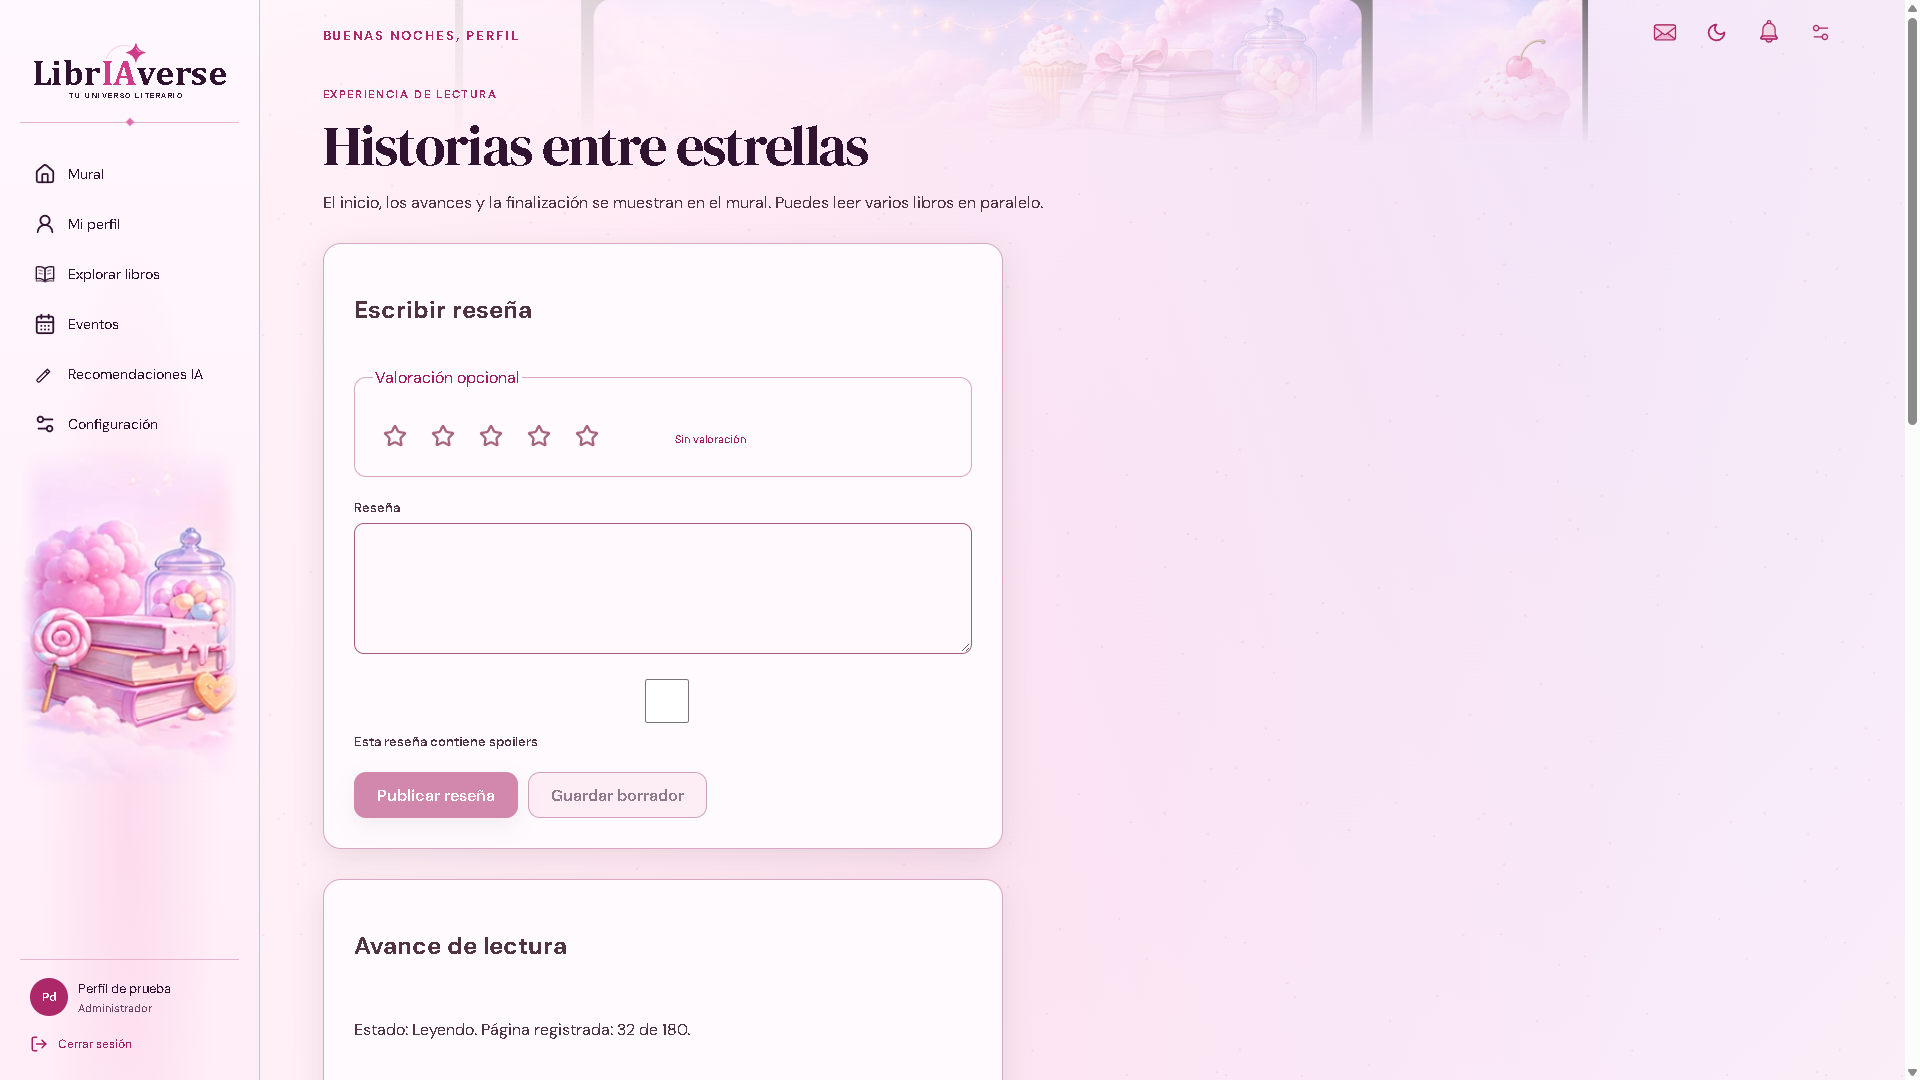 LibrIAverse
TU UNIVERSO LITERARIO
Mural
Mi perfil
Explorar libros
Eventos
Recomendaciones IA
Configuración
Pd
Perfil de prueba
Administrador
Cerrar sesión
BUENAS NOCHES, PERFIL
EXPERIENCIA DE LECTURA
Historias entre estrellas
El inicio, los avances y la finalización se muestran en el mural. Puedes leer varios libros en paralelo.
Escribir reseña
Valoración opcional
Sin valoración
Reseña
Esta reseña contiene spoilers
Publicar reseña
Guardar borrador
Avance de lectura
Estado: Leyendo. Página registrada: 32 de 180.